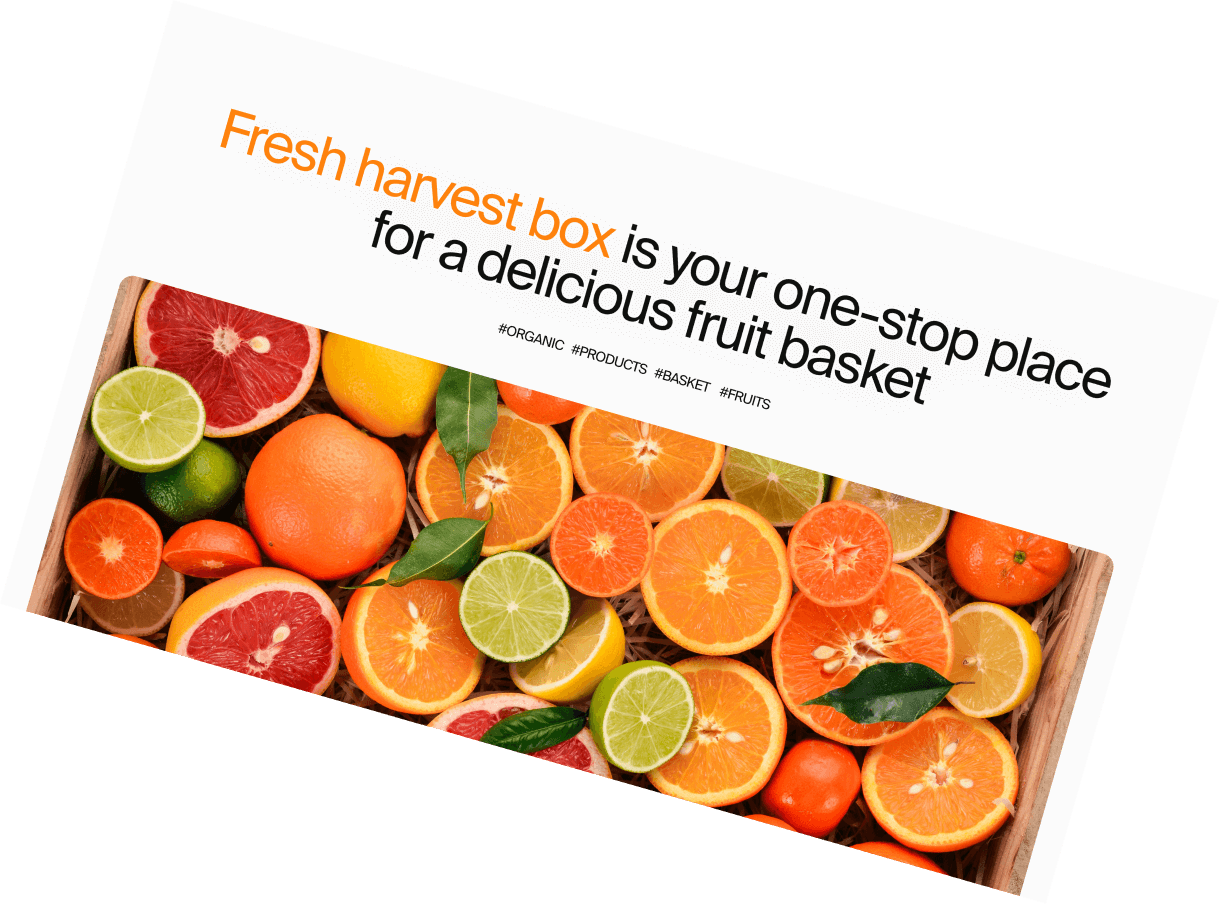 Fresh harvest box is your one-stop place
for a delicious fruit basket
#ORGANIC #PRODUCTS #BASKET #FRUITS